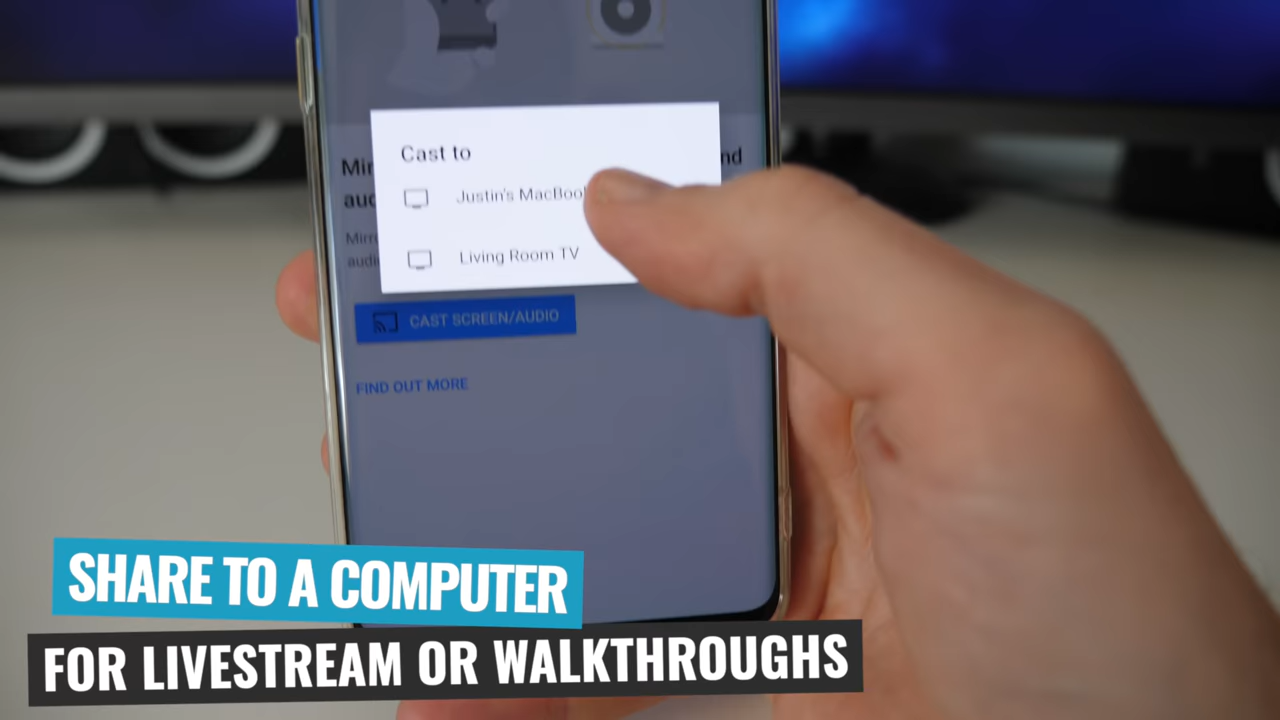 Cast to
Justin's
Living Room TV
CAST SCREEN/AUDIO
FIND OUT MORE
SHARE TO A COMPUTER
FOR LIVESTREAM OR WALKTHROUGHS